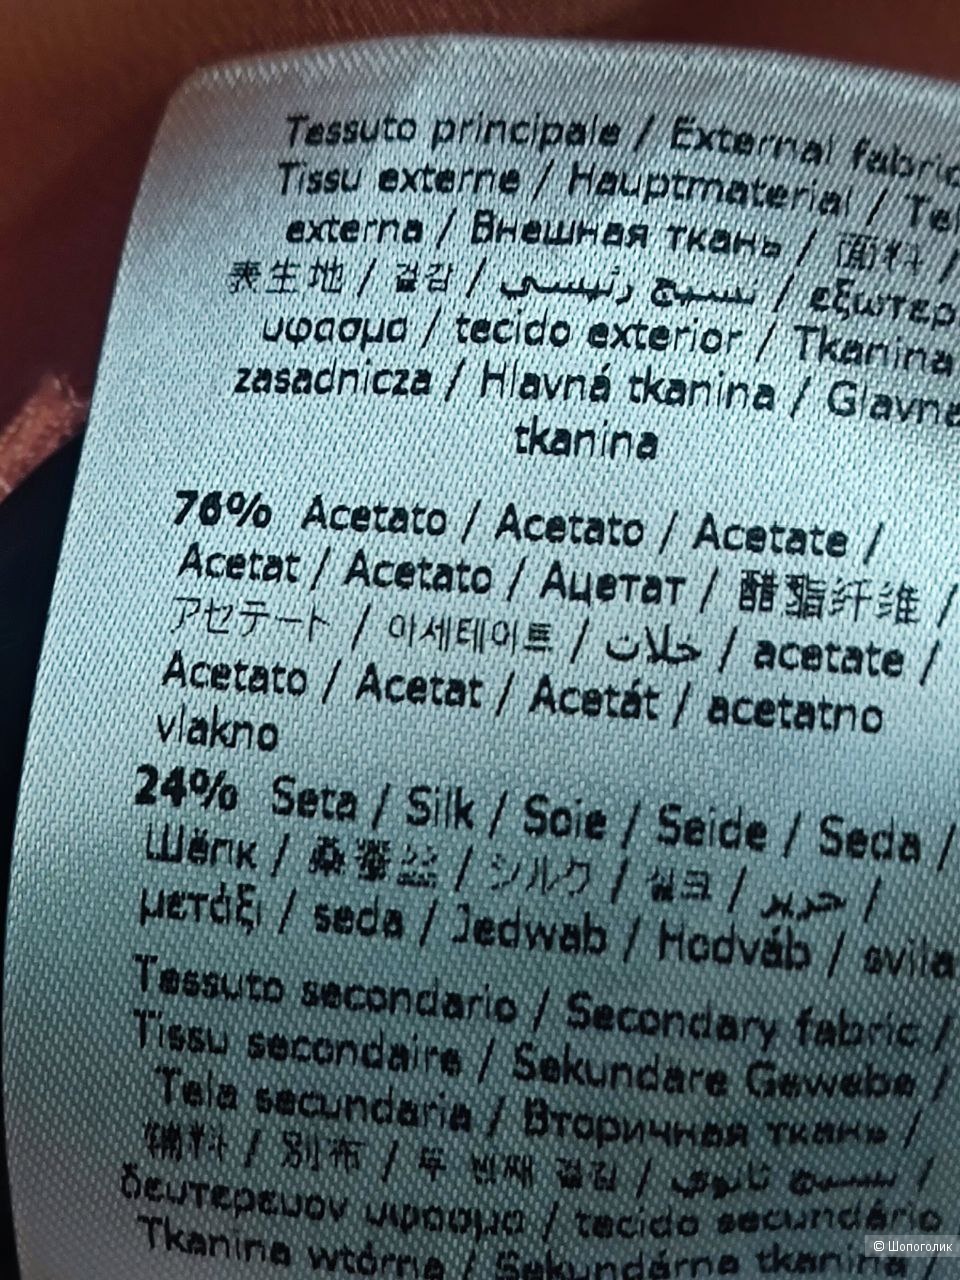 Tessuto principale / External fabric
Tissu externe / Hauptmaterial / Te
externa / Внешная ткань / 面料 /
表生地 / 겉감 / نسيج رئيسي / εξωτερ
υφασμα / tecido exterior / Tkanina
zasadnicza / Hlavná tkanina / Glavna
tkanina
76% Acetato / Acetato / Acetate /
Acetat / Acetato / Ацетат / 醋酯纤维 /
アセテート / 아세테이트 / خلات / acetate /
Acetato / Acetat / Acetát / acetatno
vlakno
24% Seta / Silk / Soie / Seide / Seda /
Шёлк / 桑蚕丝 / シルク / 실크 / حرير /
μετάξι / seda / Jedwab / Hodváb / svila
Tessuto secondario / Secondary fabric /
Tissu secondaire / Sekundare Gewebe /
Tela secundaria / Вторичная ткань /
辅料 / 別布 / 두 번째 겉감 / نسيج ثانوي /
δευτερευον υφασμα / tecido secundário
Tkanina wtórna / Sekundárna tkanina /
© Шопоголик